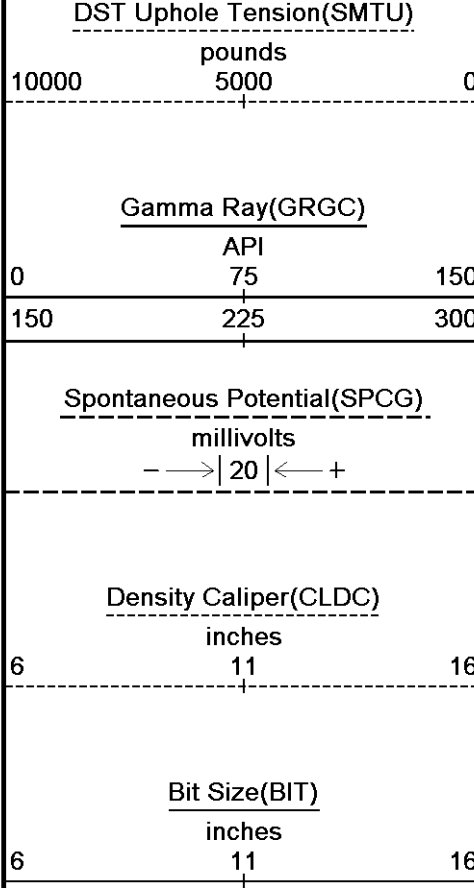 DST Uphole Tension(SMTU)
pounds
10000 5000 0
Gamma Ray(GRGC)
API
0 75 150
150 225 300
Spontaneous Potential(SPCG)
millivolts
− →| 20 |← +
Density Caliper(CLDC)
inches
6 11 16
Bit Size(BIT)
inches
6 11 16